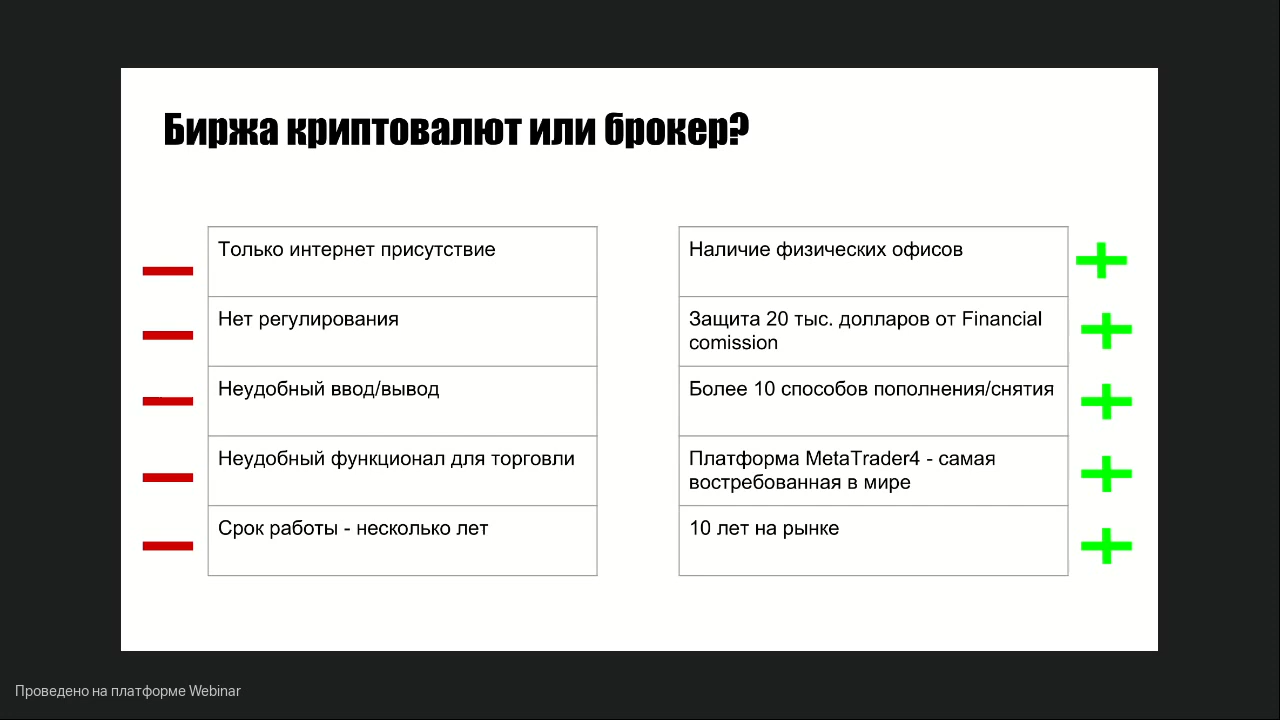 Биржа криптовалют или брокер?
Только интернет присутствие
Нет регулирования
Неудобный ввод/вывод
Неудобный функционал для торговли
Срок работы - несколько лет
Наличие физических офисов
Защита 20 тыс. долларов от Financial
comission
Более 10 способов пополнения/снятия
Платформа MetaTrader4 - самая
востребованная в мире
10 лет на рынке
Проведено на платформе Webinar